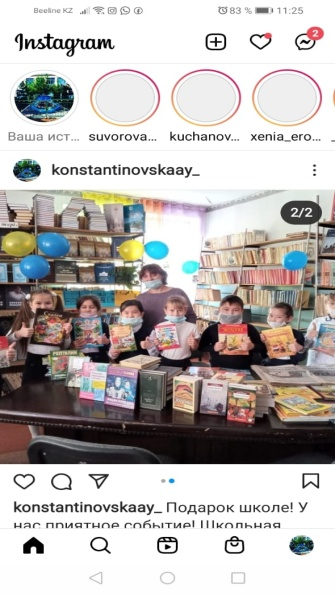 Beeline KZ 83 % 11:25
Instagram 2
Ваша ист... suvorova... kuchanov... xenia_ero...
konstantinovskaay_
2/2
konstantinovskaay_ Подарок школе! У
нас приятное событие! Школьная